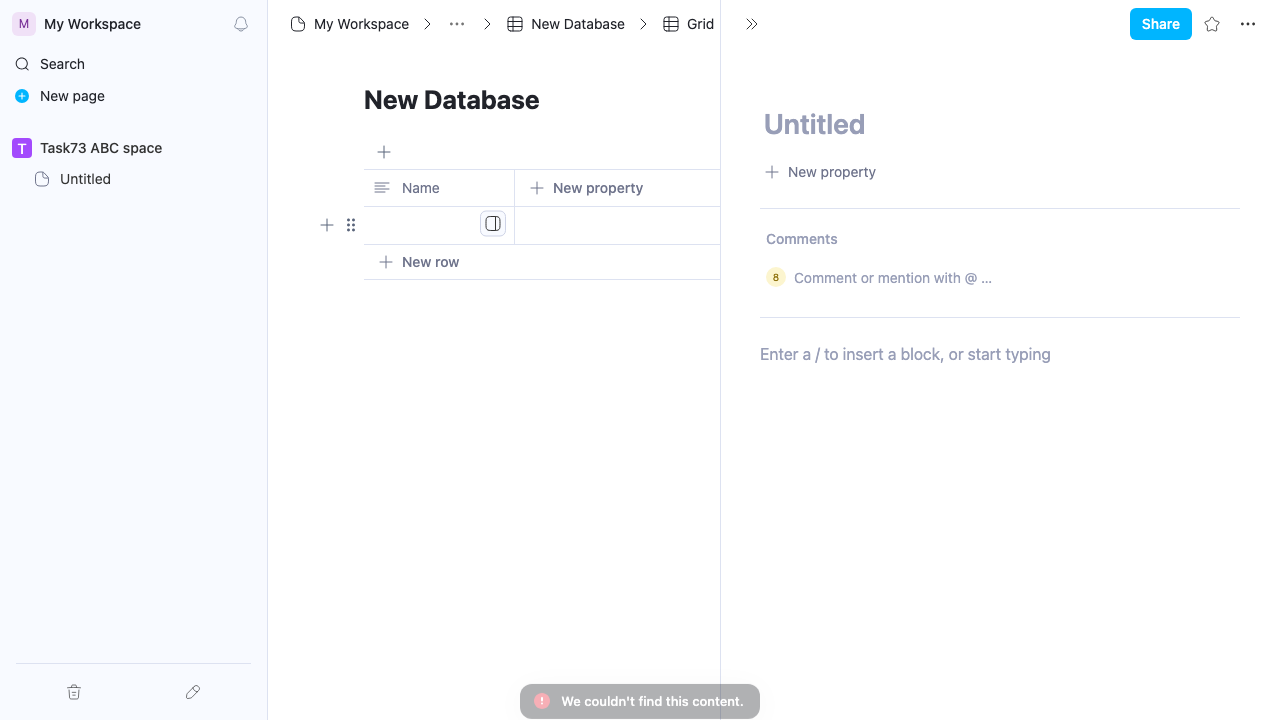 M My Workspace
Search
New page
T Task73 ABC space
Untitled
My Workspace
New Database
Grid
New Database
Name
New property
New row
Share
Untitled
New property
Comments
8 Comment or mention with @ ...
Enter a / to insert a block, or start typing
We couldn't find this content.